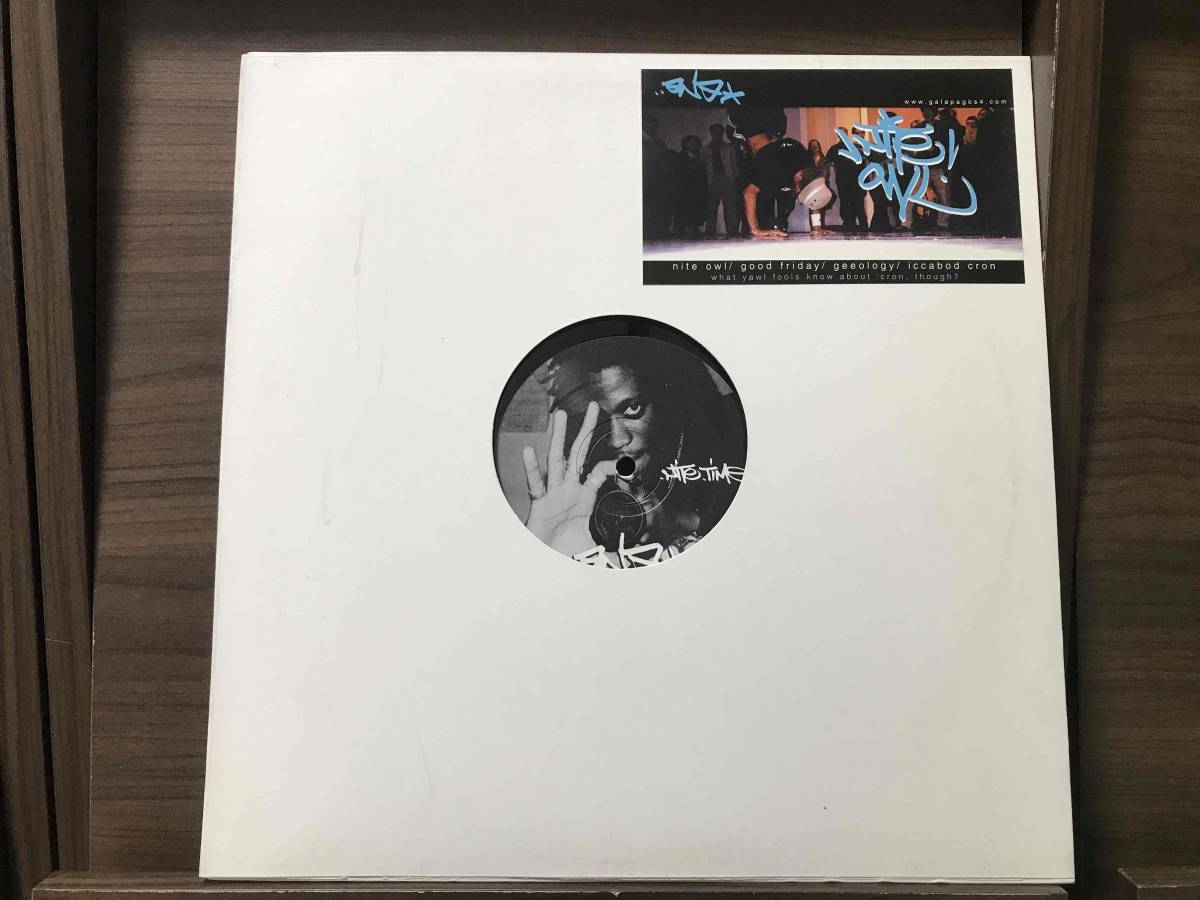 www.galapagos4.com
nite owl!
nite owl/ good friday/ geeology/ iccabod cron
what yawl fools know about 'cron, though?
nite.time